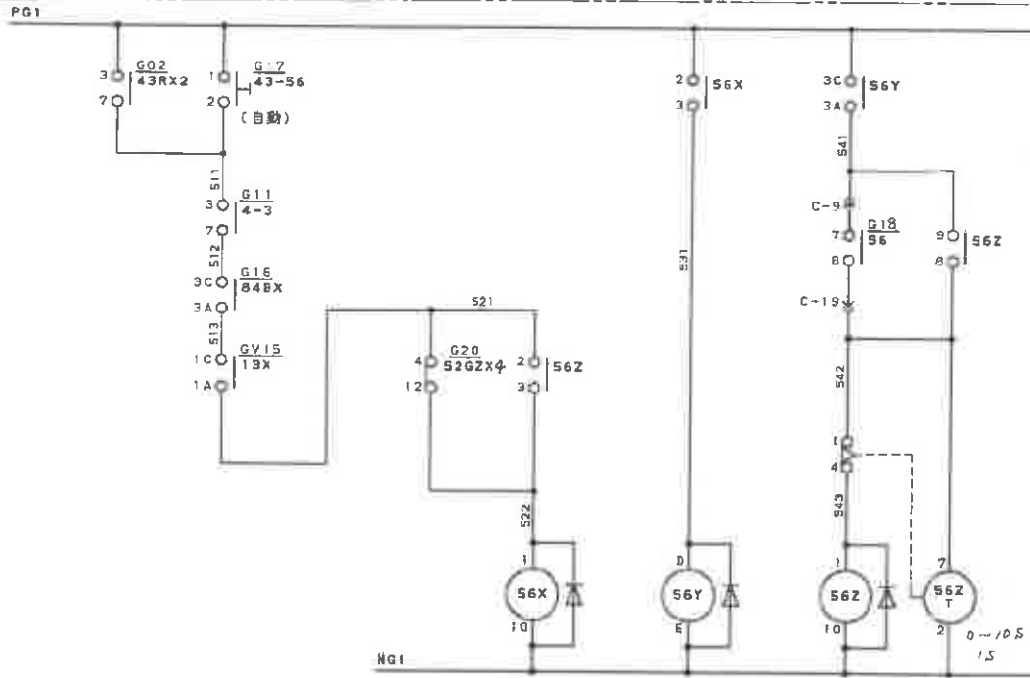 PG1
3 G02
43RX2
7
1 G17
43-56
2
(自動)
2 56X
3
3C 56Y
3A
511
541
3 G11
4-3
7
C-9
7 G18
56
8
9 56Z
8
512
531
3C G16
84BX
3A
C-19
513
521
1C GV15
13X
1A
4 G20
52GZX4
12
2 56Z
3
542
1
4
522
543
1
56X
10
D
56Y
E
1
56Z
10
7
56Z
T
2
0~10S
1S
NG1